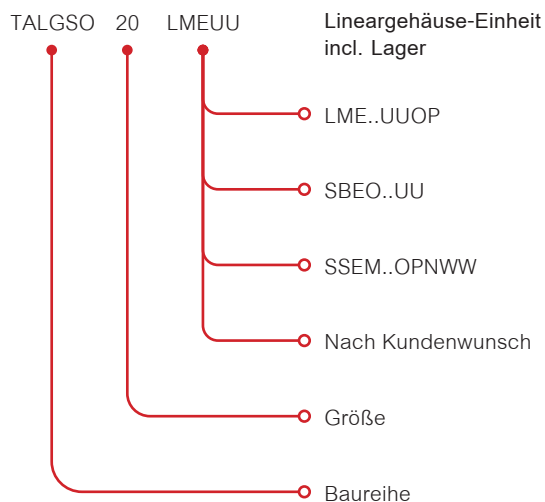 TALGSO 20 LMEUU Lineargehäuse-Einheit
incl. Lager
LME..UUOP
SBEO..UU
SSEM..OPNWW
Nach Kundenwunsch
Größe
Baureihe